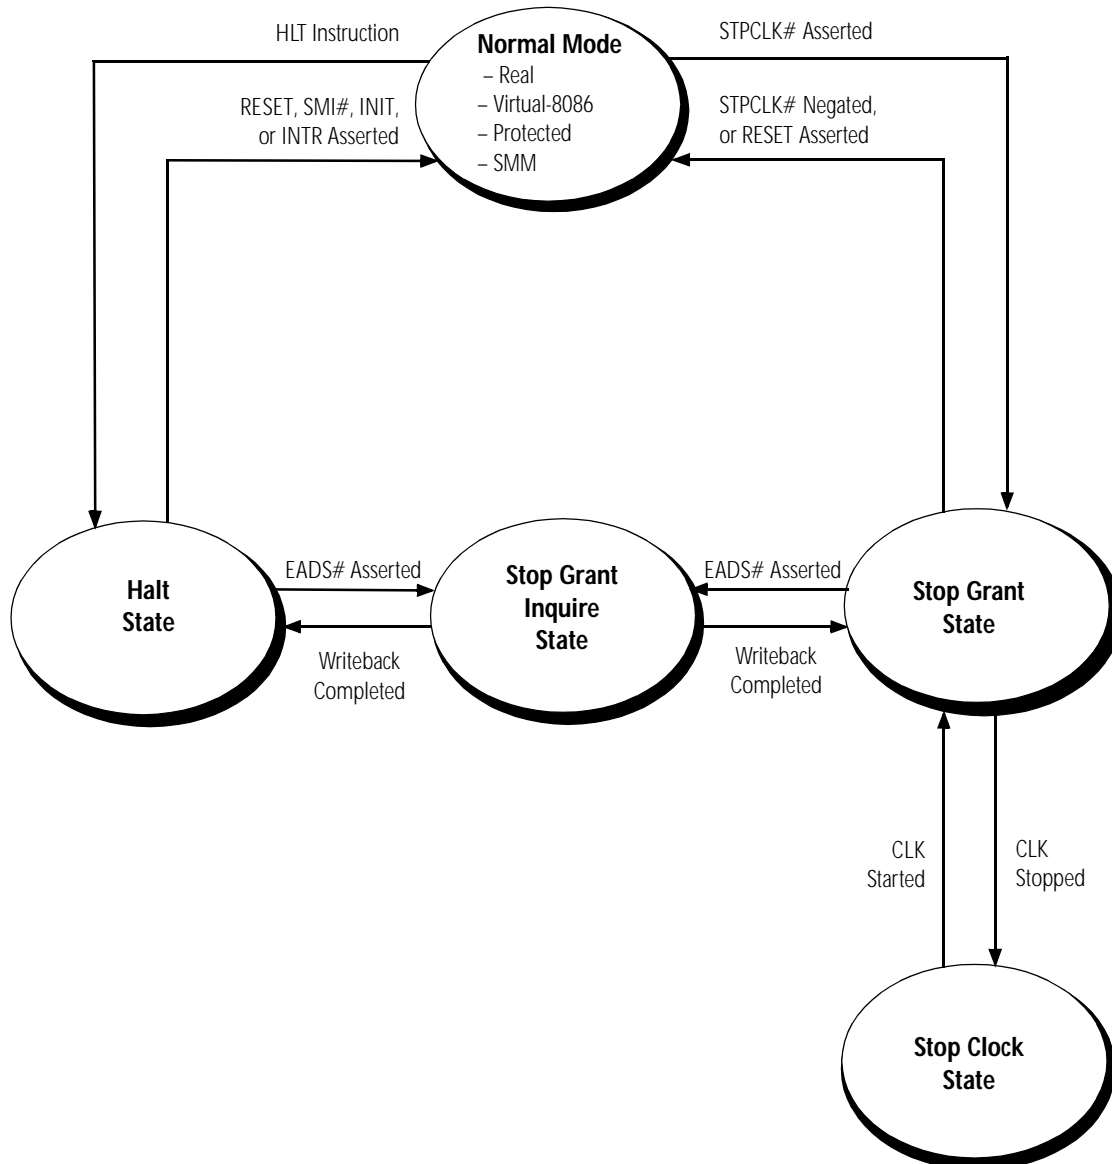 HLT Instruction
Normal Mode
– Real
– Virtual-8086
– Protected
– SMM
STPCLK# Asserted
RESET, SMI#, INIT,
or INTR Asserted
STPCLK# Negated,
or RESET Asserted
Halt
State
EADS# Asserted
Writeback
Completed
Stop Grant
Inquire
State
EADS# Asserted
Writeback
Completed
Stop Grant
State
CLK
Started
CLK
Stopped
Stop Clock
State